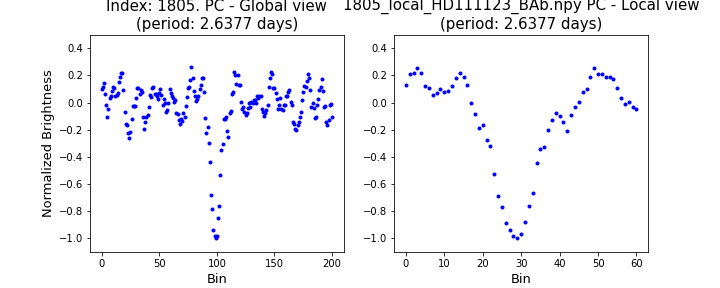 Index: 1805. PC - Global view
(period: 2.6377 days)
1805_local_HD111123_BAb.npy PC - Local view
(period: 2.6377 days)
Normalized Brightness
0.4
0.2
0.0
−0.2
−0.4
−0.6
−0.8
−1.0
0 50 100 150 200
Bin
0.4
0.2
0.0
−0.2
−0.4
−0.6
−0.8
−1.0
0 10 20 30 40 50 60
Bin